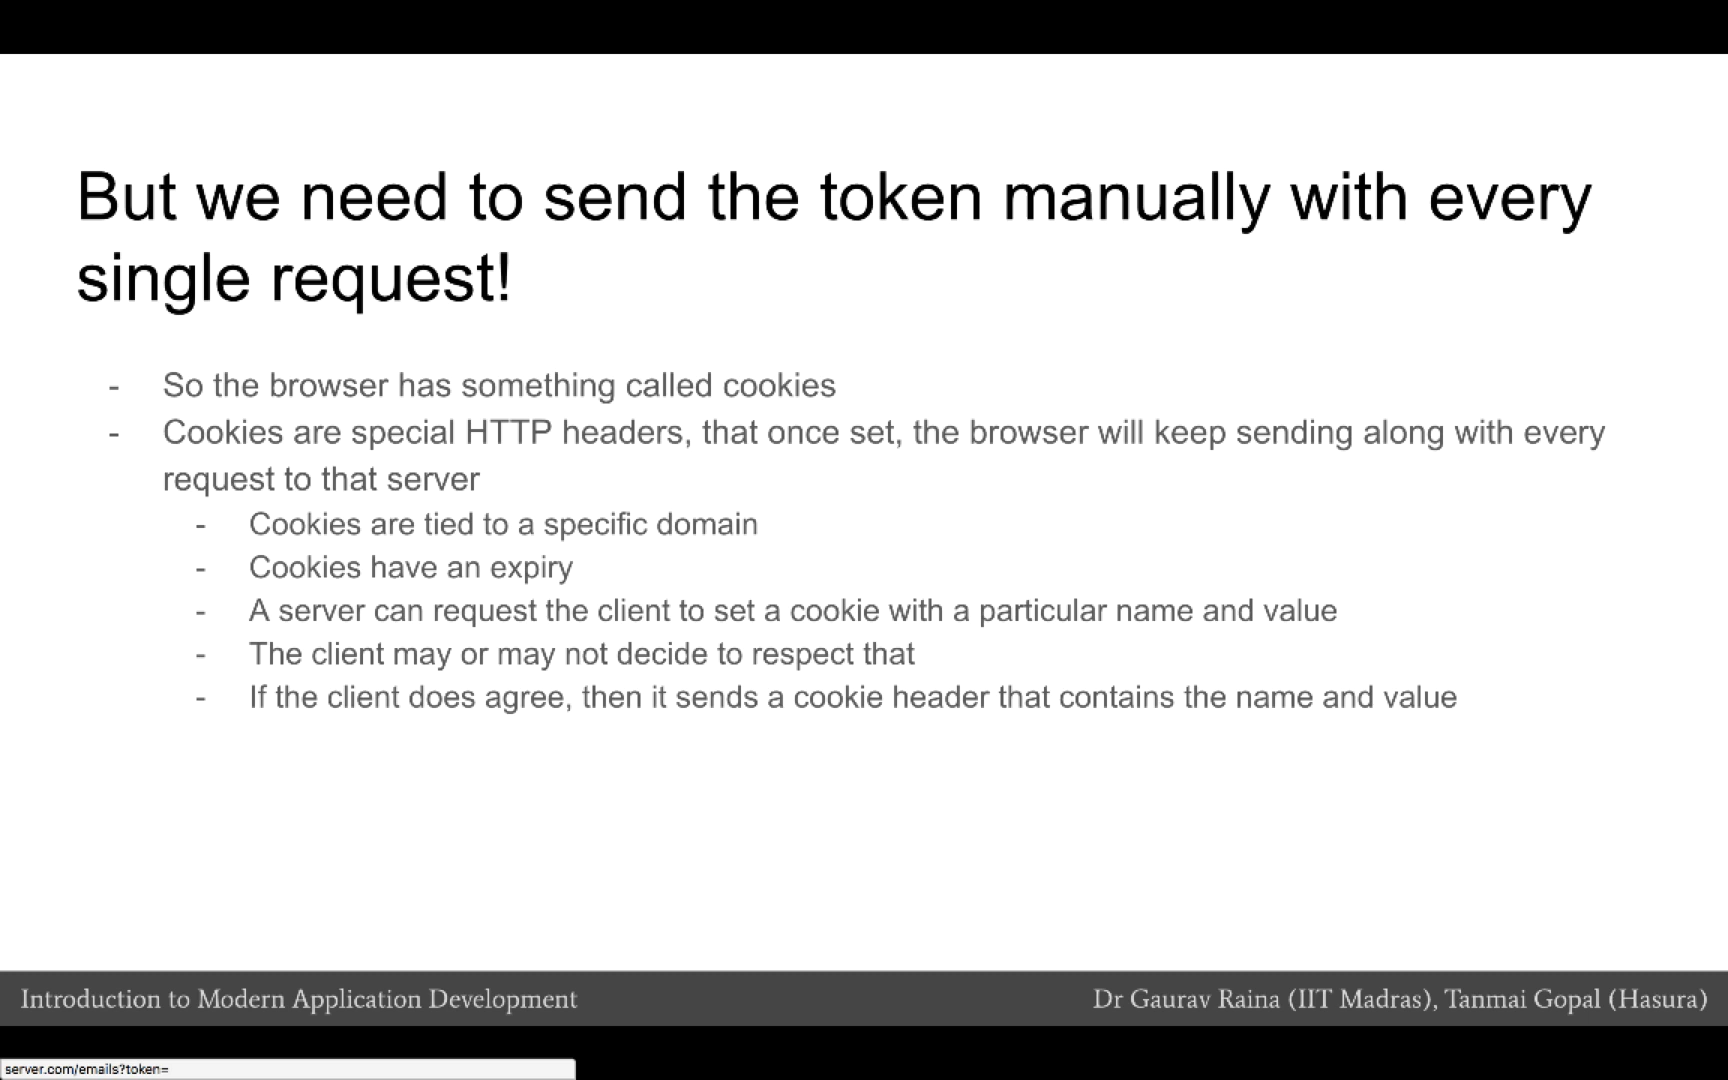 But we need to send the token manually with every
single request!
- So the browser has something called cookies
- Cookies are special HTTP headers, that once set, the browser will keep sending along with every
request to that server
- Cookies are tied to a specific domain
- Cookies have an expiry
- A server can request the client to set a cookie with a particular name and value
- The client may or may not decide to respect that
- If the client does agree, then it sends a cookie header that contains the name and value
Introduction to Modern Application Development
Dr Gaurav Raina (IIT Madras), Tanmai Gopal (Hasura)
server.com/emails?token=